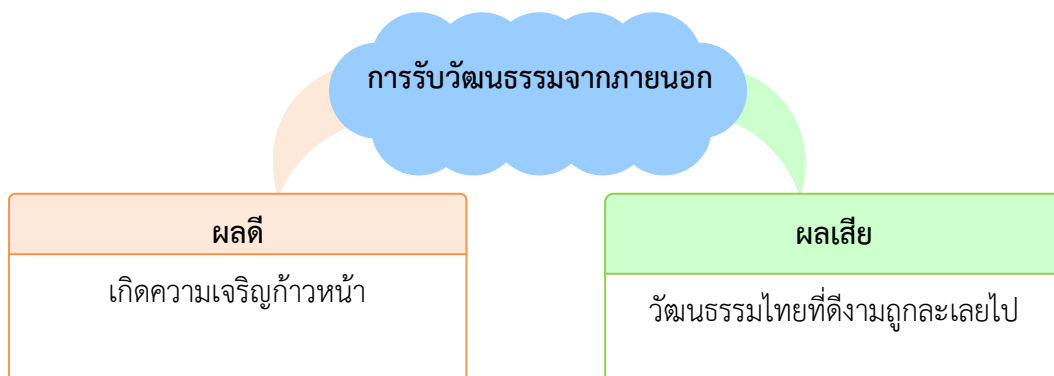 การรับวัฒนธรรมจากภายนอก
ผลดี
เกิดความเจริญก้าวหน้า
ผลเสีย
วัฒนธรรมไทยที่ดีงามถูกละเลยไป